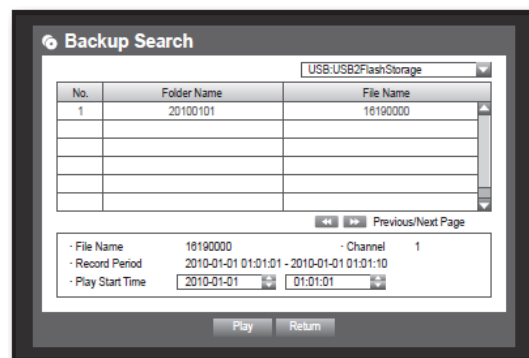 Backup Search
USB:USB2FlashStorage
No. Folder Name File Name
1 20100101 16190000
Previous/Next Page
· File Name 16190000 · Channel 1
· Record Period 2010-01-01 01:01:01 - 2010-01-01 01:01:10
· Play Start Time 2010-01-01 01:01:01
Play Return